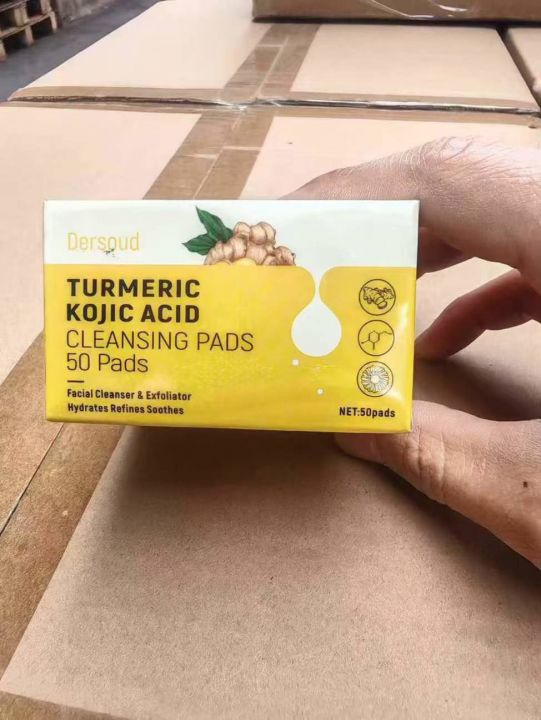 Dersoud
TURMERIC
KOJIC ACID
CLEANSING PADS
50 Pads
Facial Cleanser & Exfoliator
Hydrates Refines Soothes
NET:50pads